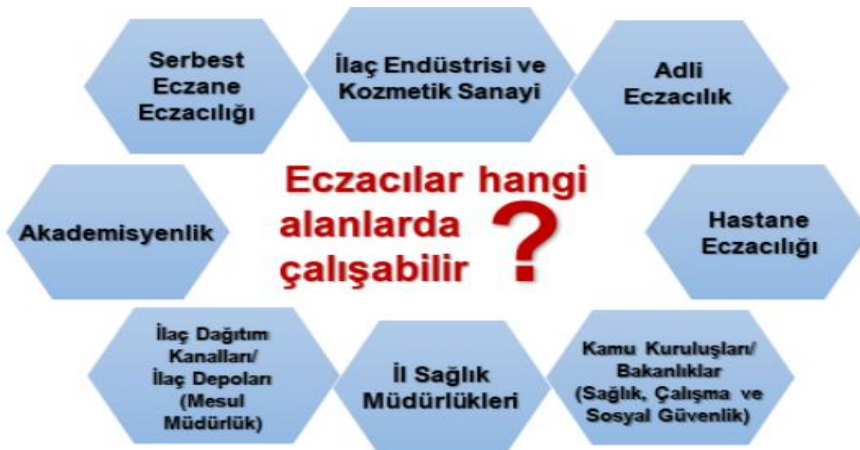 Serbest
Eczane
Eczacılığı
İlaç Endüstrisi ve
Kozmetik Sanayi
Adli
Eczacılık
Akademisyenlik
Eczacılar hangi
alanlarda
çalışabilir ?
Hastane
Eczacılığı
İlaç Dağıtım
Kanalları/
İlaç Depoları
(Mesul
Müdürlük)
İl Sağlık
Müdürlükleri
Kamu Kuruluşları/
Bakanlıklar
(Sağlık, Çalışma ve
Sosyal Güvenlik)